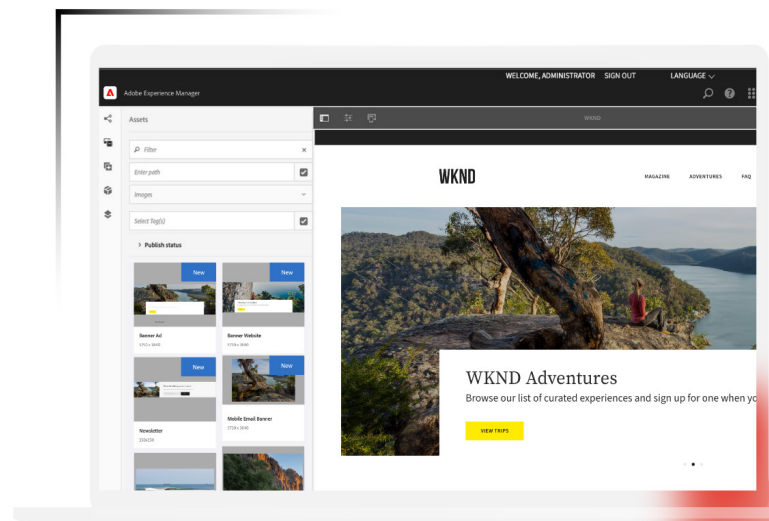 WELCOME, ADMINISTRATOR SIGN OUT LANGUAGE
Adobe Experience Manager
Assets
WKND
Filter
Enter path
Images
Select Tag(s)
Publish status
New
New
Banner Ad
Banner Website
New
New
Newsletter
Mobile Email Banner
WKND
MAGAZINE ADVENTURES FAQ
WKND Adventures
Browse our list of curated experiences and sign up for one when yo
VIEW TRIPS